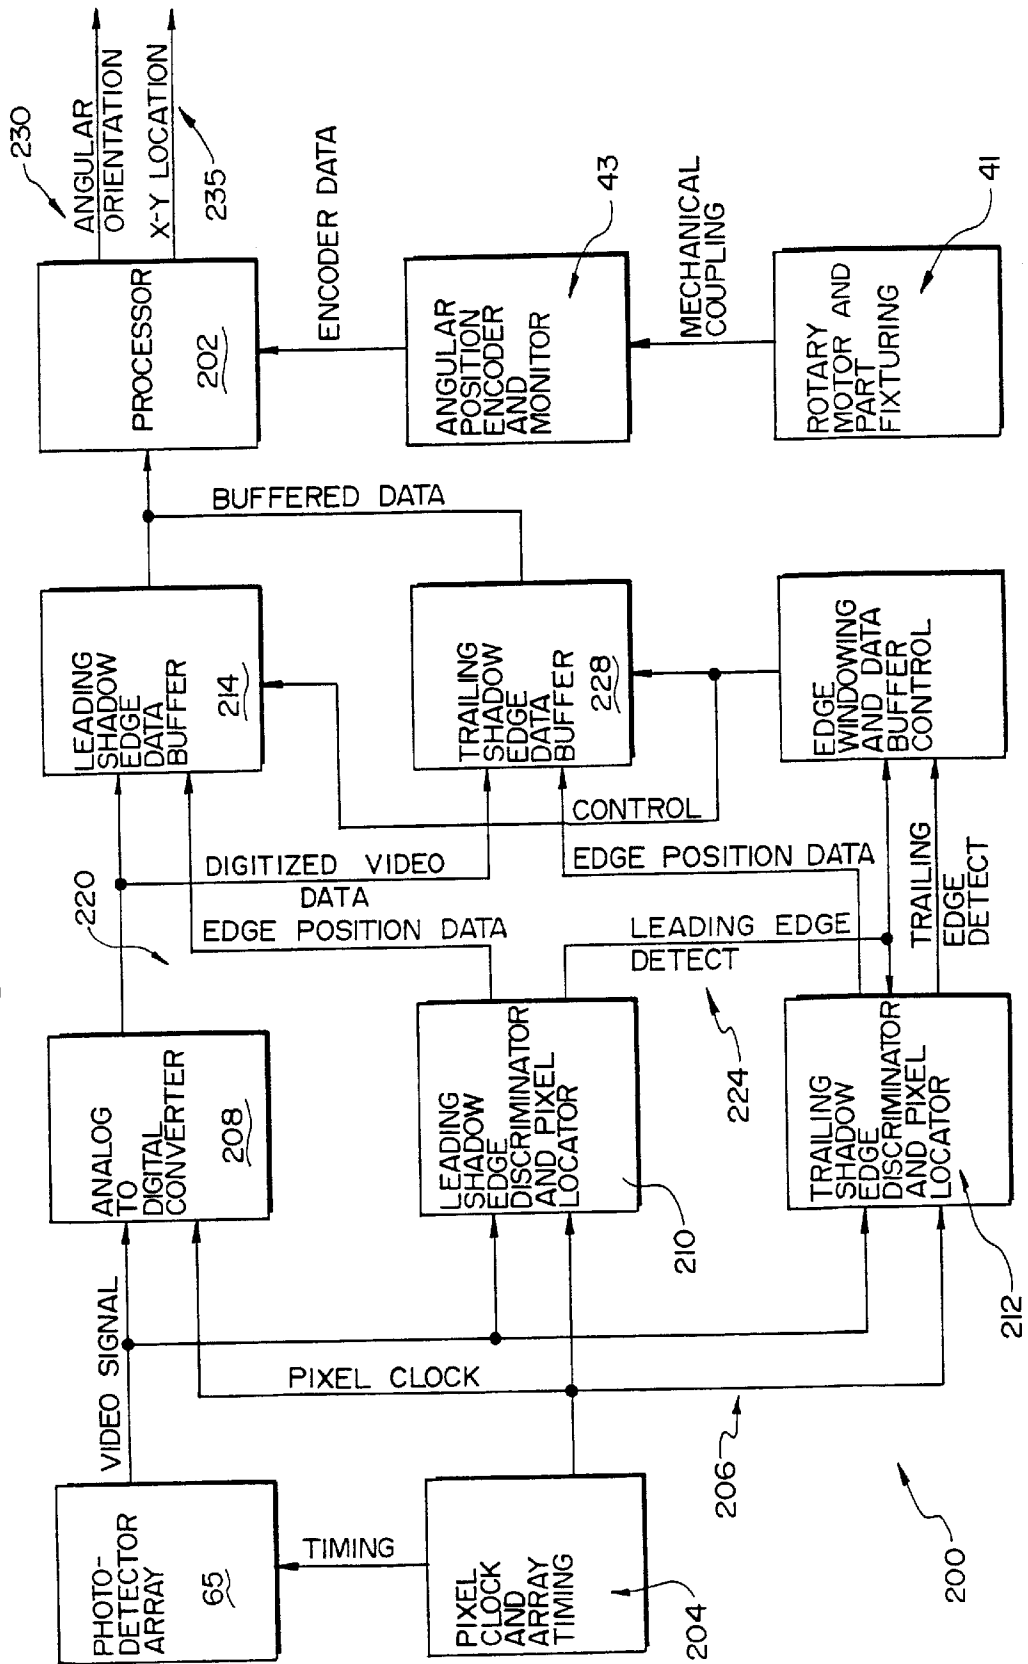 PHOTO-
DETECTOR
ARRAY
65
TIMING
PIXEL
CLOCK
AND
ARRAY
TIMING
204
VIDEO SIGNAL
PIXEL CLOCK
206
200
ANALOG
TO
DIGITAL
CONVERTER
208
LEADING
SHADOW
EDGE
DISCRIMINATOR
AND PIXEL
LOCATOR
210
TRAILING
SHADOW
EDGE
DISCRIMINATOR
AND PIXEL
LOCATOR
212
220
DIGITIZED VIDEO
DATA
EDGE POSITION DATA
LEADING EDGE
DETECT
224
EDGE POSITION DATA
CONTROL
TRAILING
EDGE
DETECT
LEADING
SHADOW
EDGE
DATA
BUFFER
214
TRAILING
SHADOW
EDGE
DATA
BUFFER
228
EDGE
WINDOWING
AND DATA
BUFFER
CONTROL
BUFFERED DATA
PROCESSOR
202
ENCODER DATA
ANGULAR
POSITION
ENCODER
AND
MONITOR
43
MECHANICAL
COUPLING
ROTARY
MOTOR AND
PART
FIXTURING
41
230
ANGULAR
ORIENTATION
X-Y LOCATION
235